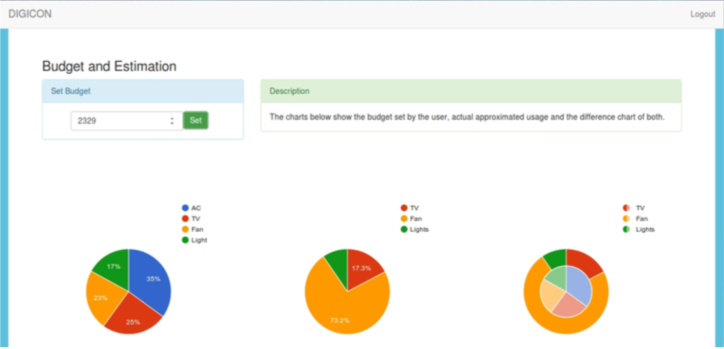 DIGICON Logout
Budget and Estimation
Set Budget
2329 Set
Description
The charts below show the budget set by the user, actual approximated usage and the difference chart of both.
AC
TV
Fan
Light
35%
25%
23%
17%
TV
Fan
Lights
17.3%
73.2%
TV
Fan
Lights